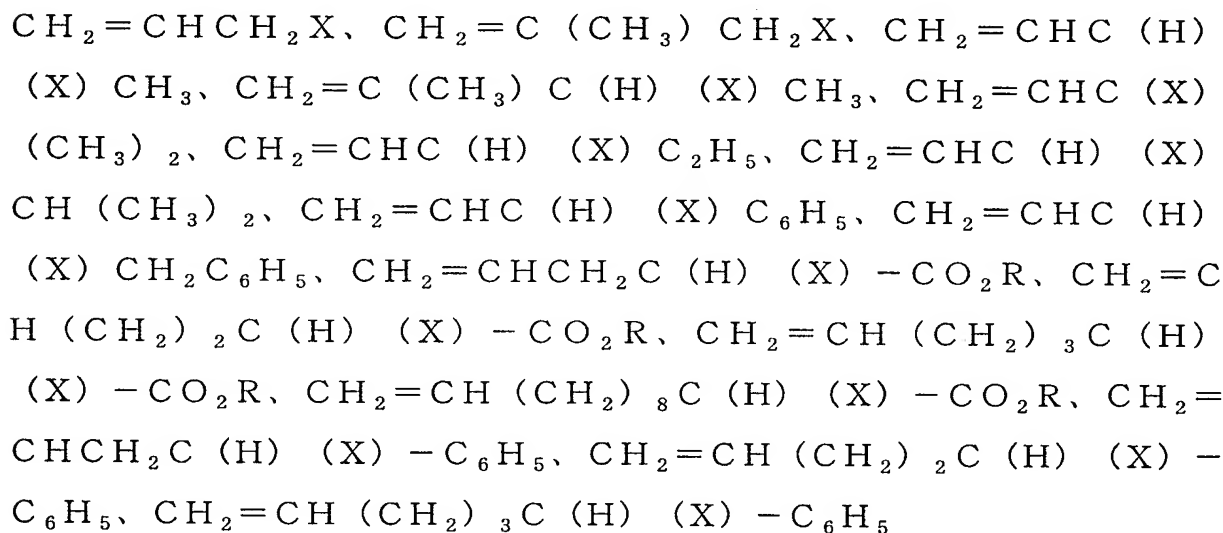 CH₂=CHCH₂X、CH₂=C(CH₃)CH₂X、CH₂=CHC(H)
(X)CH₃、CH₂=C(CH₃)C(H)(X)CH₃、CH₂=CHC(X)
(CH₃)₂、CH₂=CHC(H)(X)C₂H₅、CH₂=CHC(H)(X)
CH(CH₃)₂、CH₂=CHC(H)(X)C₆H₅、CH₂=CHC(H)
(X)CH₂C₆H₅、CH₂=CHCH₂C(H)(X)-CO₂R、CH₂=C
H(CH₂)₂C(H)(X)-CO₂R、CH₂=CH(CH₂)₃C(H)
(X)-CO₂R、CH₂=CH(CH₂)₈C(H)(X)-CO₂R、CH₂=
CHCH₂C(H)(X)-C₆H₅、CH₂=CH(CH₂)₂C(H)(X)-
C₆H₅、CH₂=CH(CH₂)₃C(H)(X)-C₆H₅